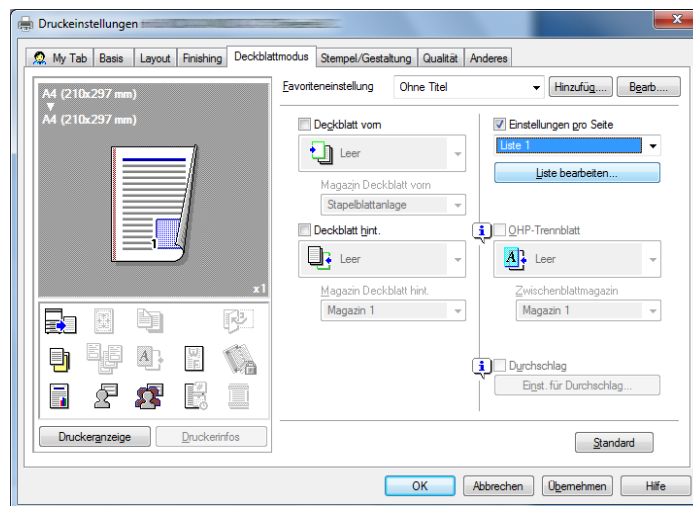 Druckeinstellungen
My Tab Basis Layout Finishing Deckblattmodus Stempel/Gestaltung Qualität Anderes
A4 (210x297 mm)
A4 (210x297 mm)
1
x1
Druckeranzeige Druckerinfos
Favoriteneinstellung Ohne Titel Hinzufüg.... Bearb....
Deckblatt vorn
Leer
Magazin Deckblatt vorn
Stapelblattanlage
Deckblatt hint.
Leer
Magazin Deckblatt hint.
Magazin 1
Einstellungen pro Seite
Liste 1
Liste bearbeiten...
OHP-Trennblatt
Leer
Zwischenblattmagazin
Magazin 1
Durchschlag
Einst. für Durchschlag...
Standard
OK Abbrechen Übernehmen Hilfe